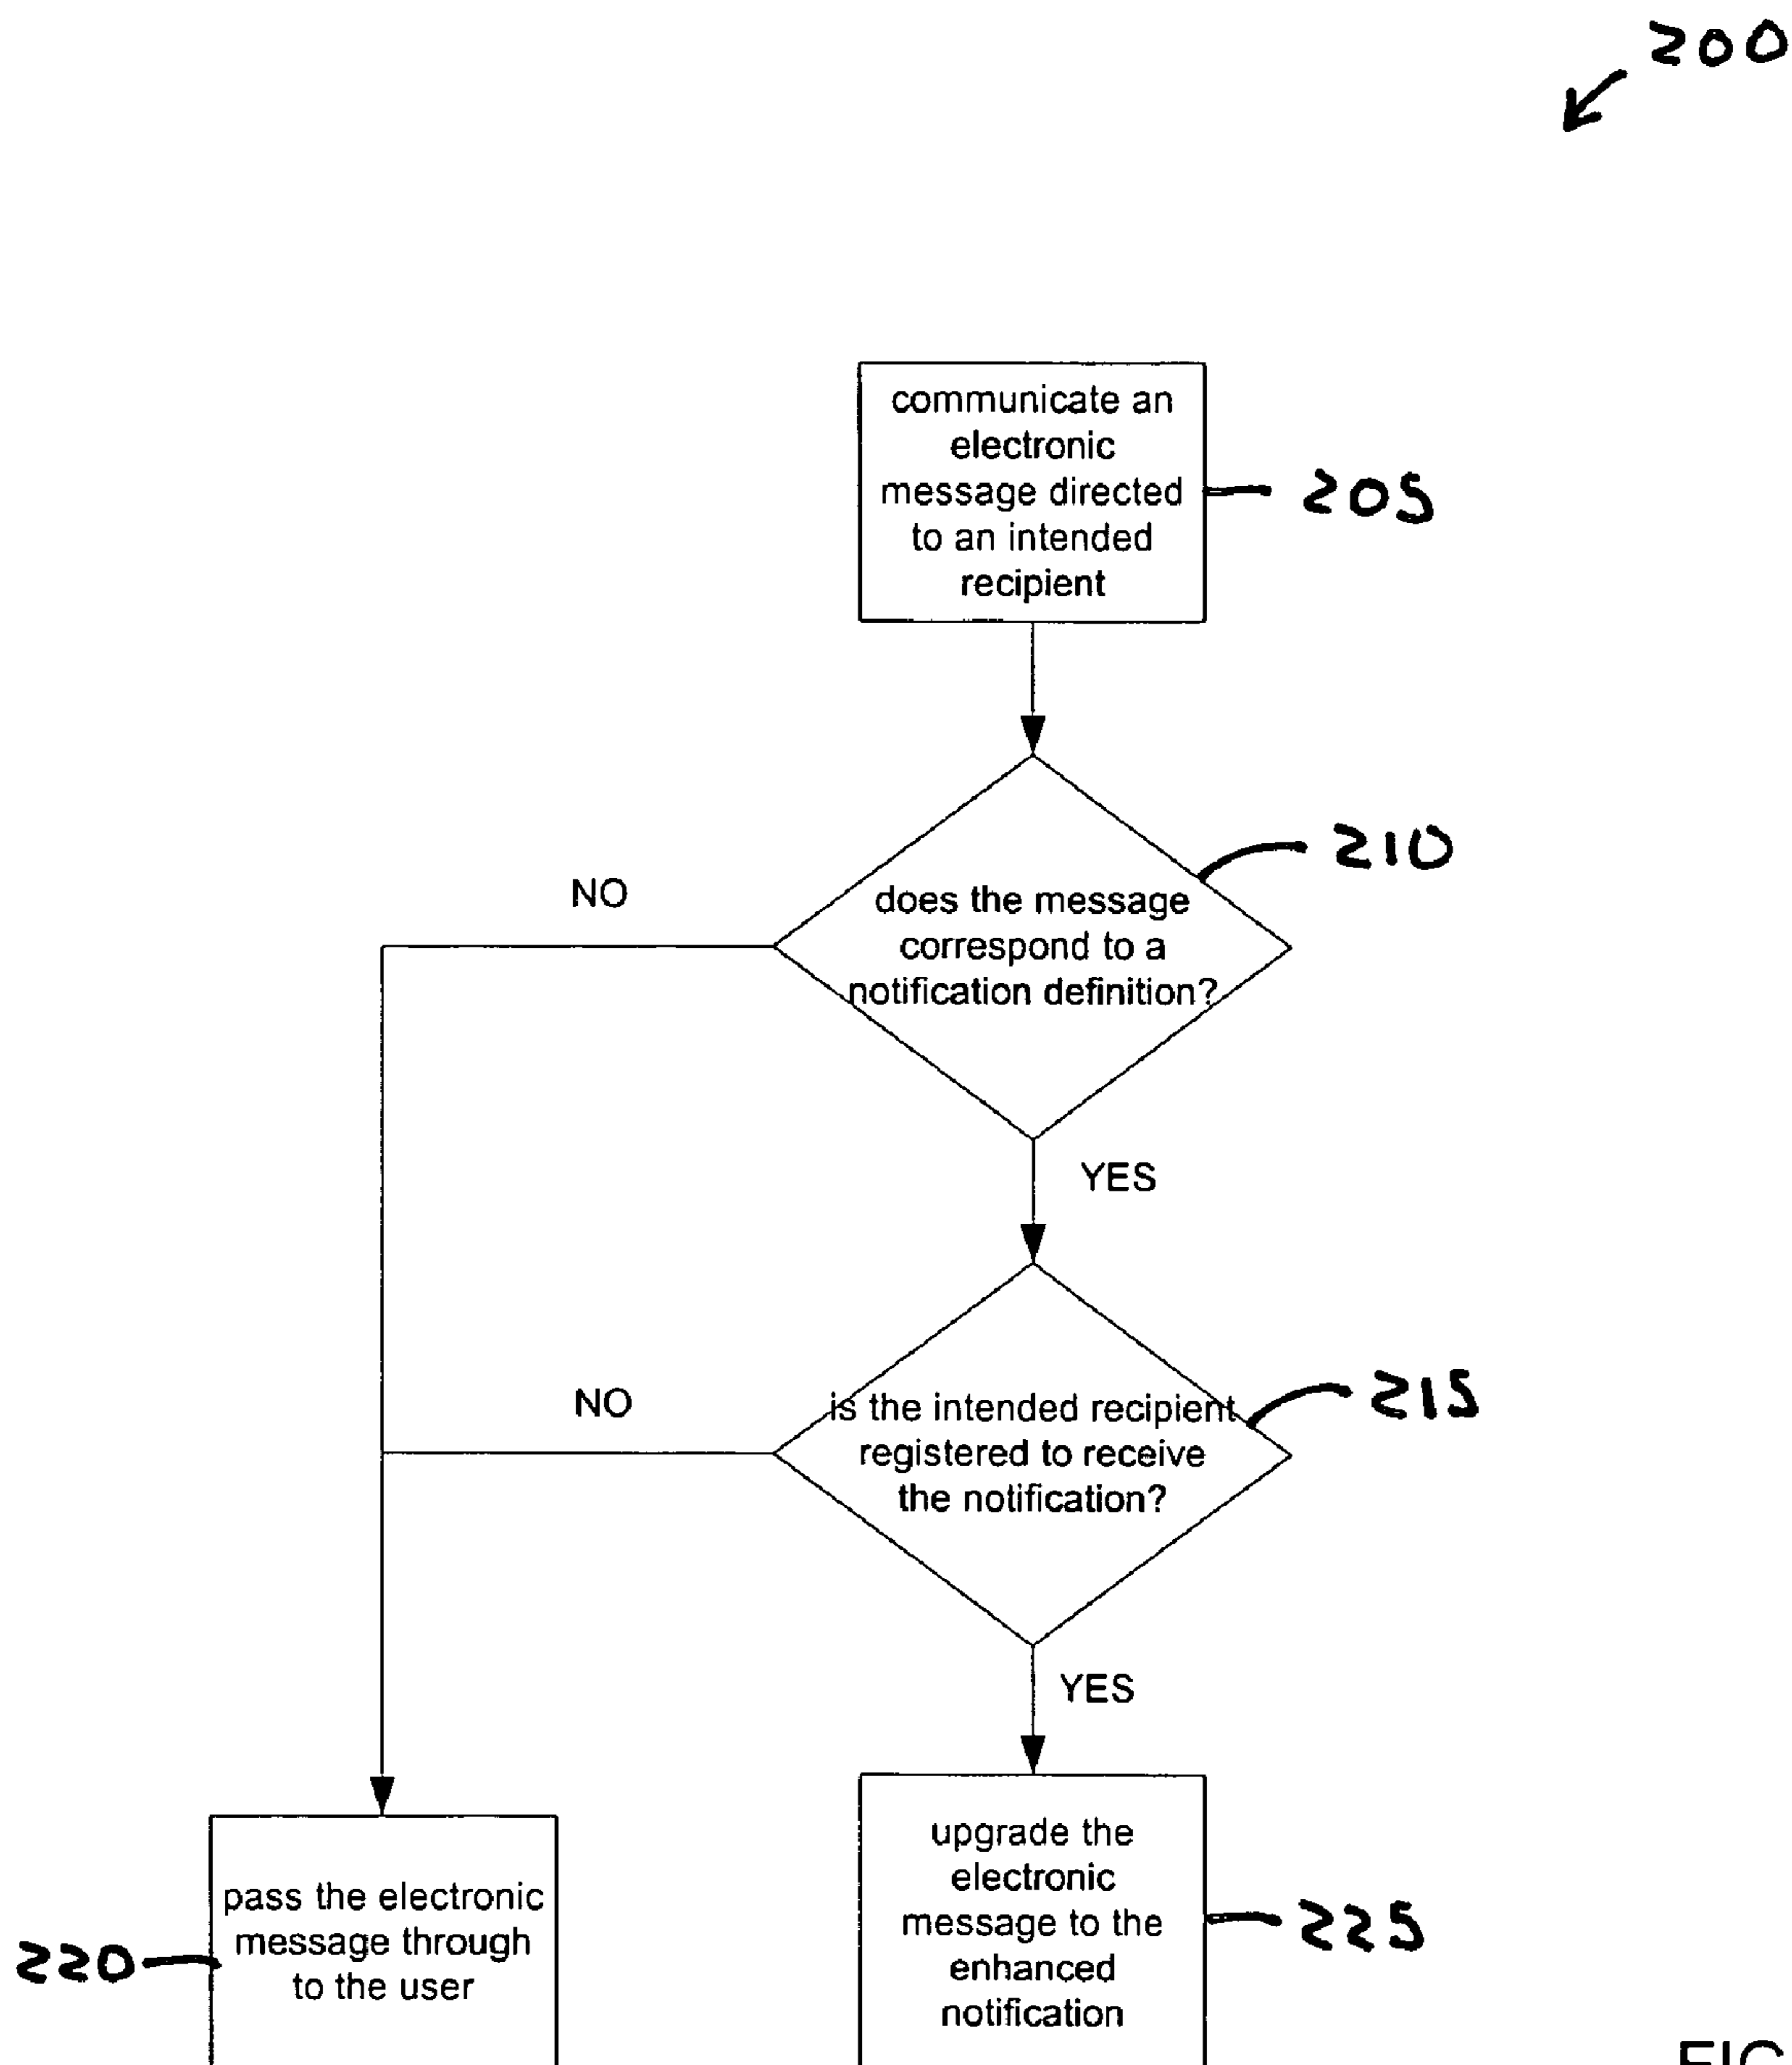 200
communicate an
electronic
message directed
to an intended
recipient
205
210
NO
does the message
correspond to a
notification definition?
YES
215
NO
is the intended recipient
registered to receive
the notification?
YES
upgrade the
electronic
message to the
enhanced
notification
225
pass the electronic
message through
to the user
220